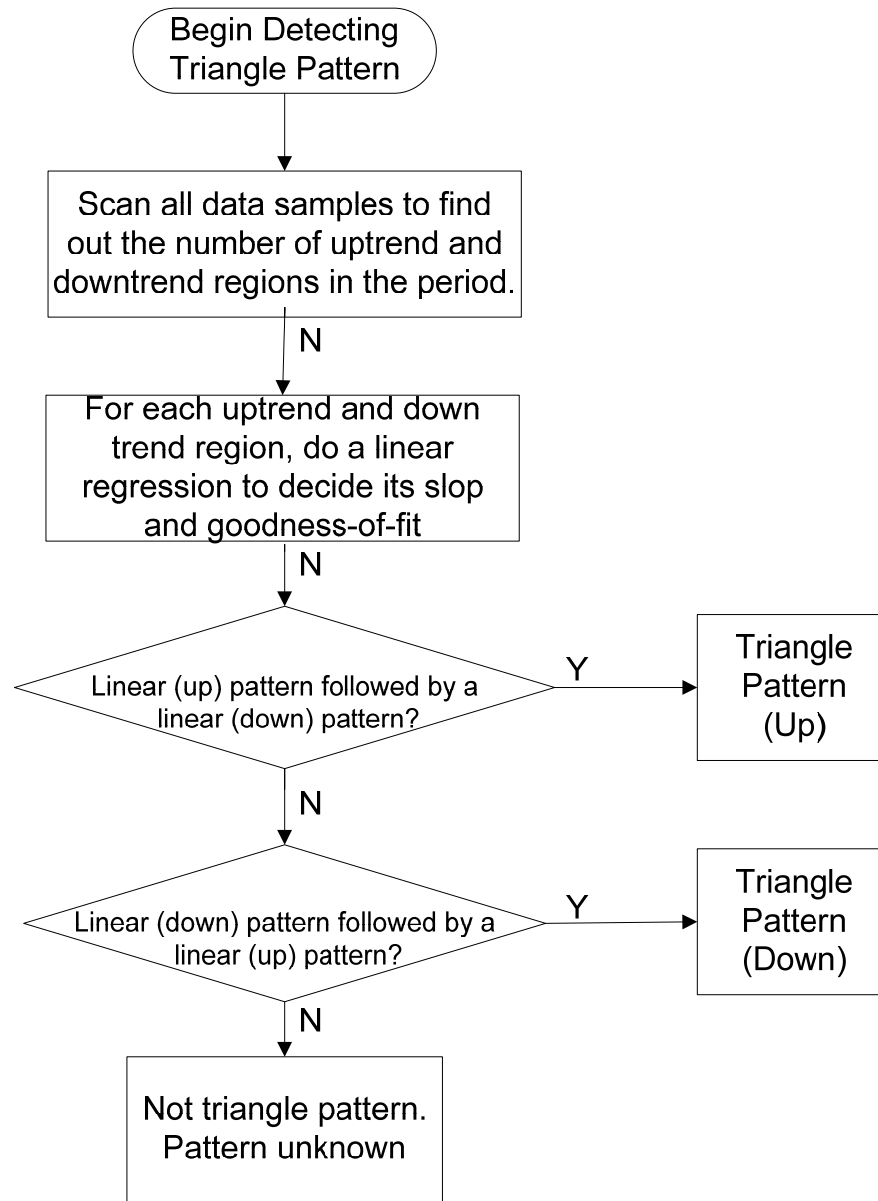 Begin Detecting
Triangle Pattern
Scan all data samples to find
out the number of uptrend and
downtrend regions in the period.
N
For each uptrend and down
trend region, do a linear
regression to decide its slop
and goodness-of-fit
N
Linear (up) pattern followed by a
linear (down) pattern?
Y
Triangle
Pattern
(Up)
N
Linear (down) pattern followed by a
linear (up) pattern?
Y
Triangle
Pattern
(Down)
N
Not triangle pattern.
Pattern unknown